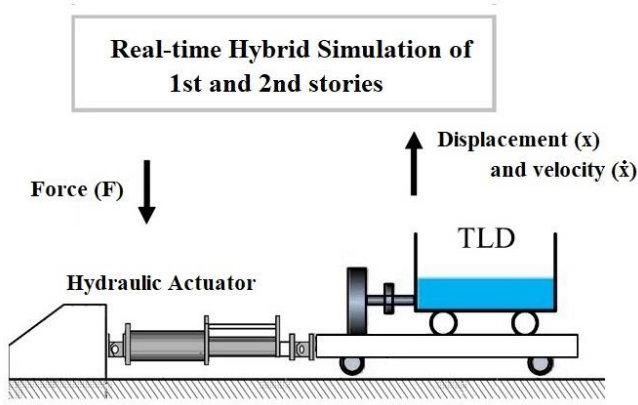 Real-time Hybrid Simulation of
1st and 2nd stories
Displacement (x)
and velocity (ẋ)
Force (F)
TLD
Hydraulic Actuator